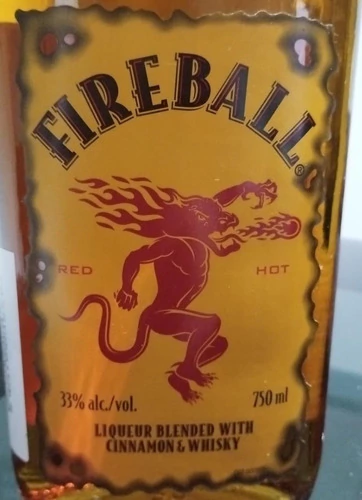 FIREBALL®
RED HOT
33% alc./vol. 750 ml
LIQUEUR BLENDED WITH
CINNAMON & WHISKY